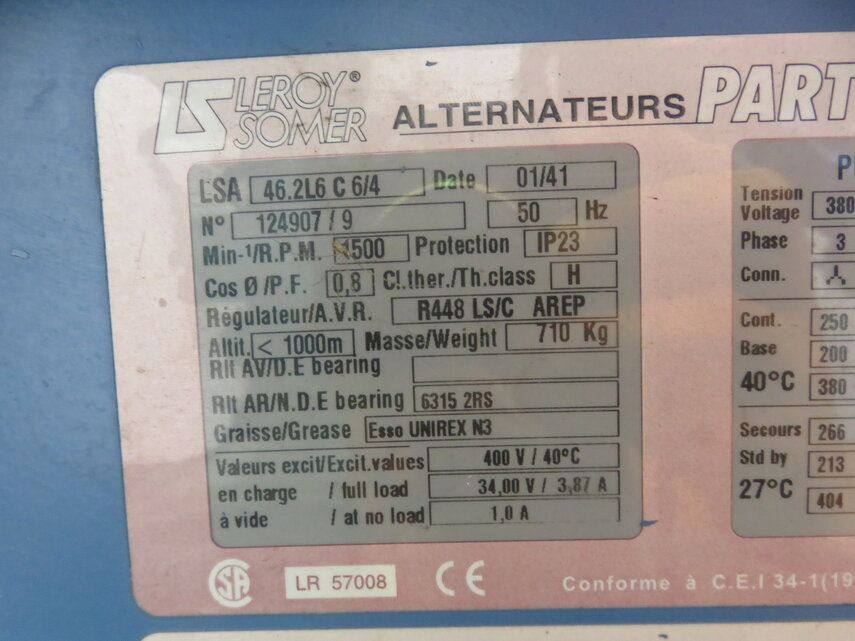 LEROY® SOMER ALTERNATEURS PART
LSA 46.2L6 C 6/4 Date 01/41
N° 124907 / 9 50 Hz
Min-¹/R.P.M. 1500 Protection IP23
Cos Ø /P.F. 0,8 Cl.ther./Th.class H
Régulateur/A.V.R. R448 LS/C AREP
Altit. < 1000m Masse/Weight 710 Kg
Rlt AV/D.E bearing
Rlt AR/N.D.E bearing 6315 2RS
Graisse/Grease Esso UNIREX N3
Valeurs excit/Excit.values 400 V / 40°C
en charge / full load 34,00 V / 3,87 A
à vide / at no load 1,0 A
Tension
Voltage 380
Phase 3
Conn.
Cont. 250
Base 200
40°C 380
Secours 266
Std by 213
27°C 404
LR 57008 CE Conforme à C.E.I 34-1(19